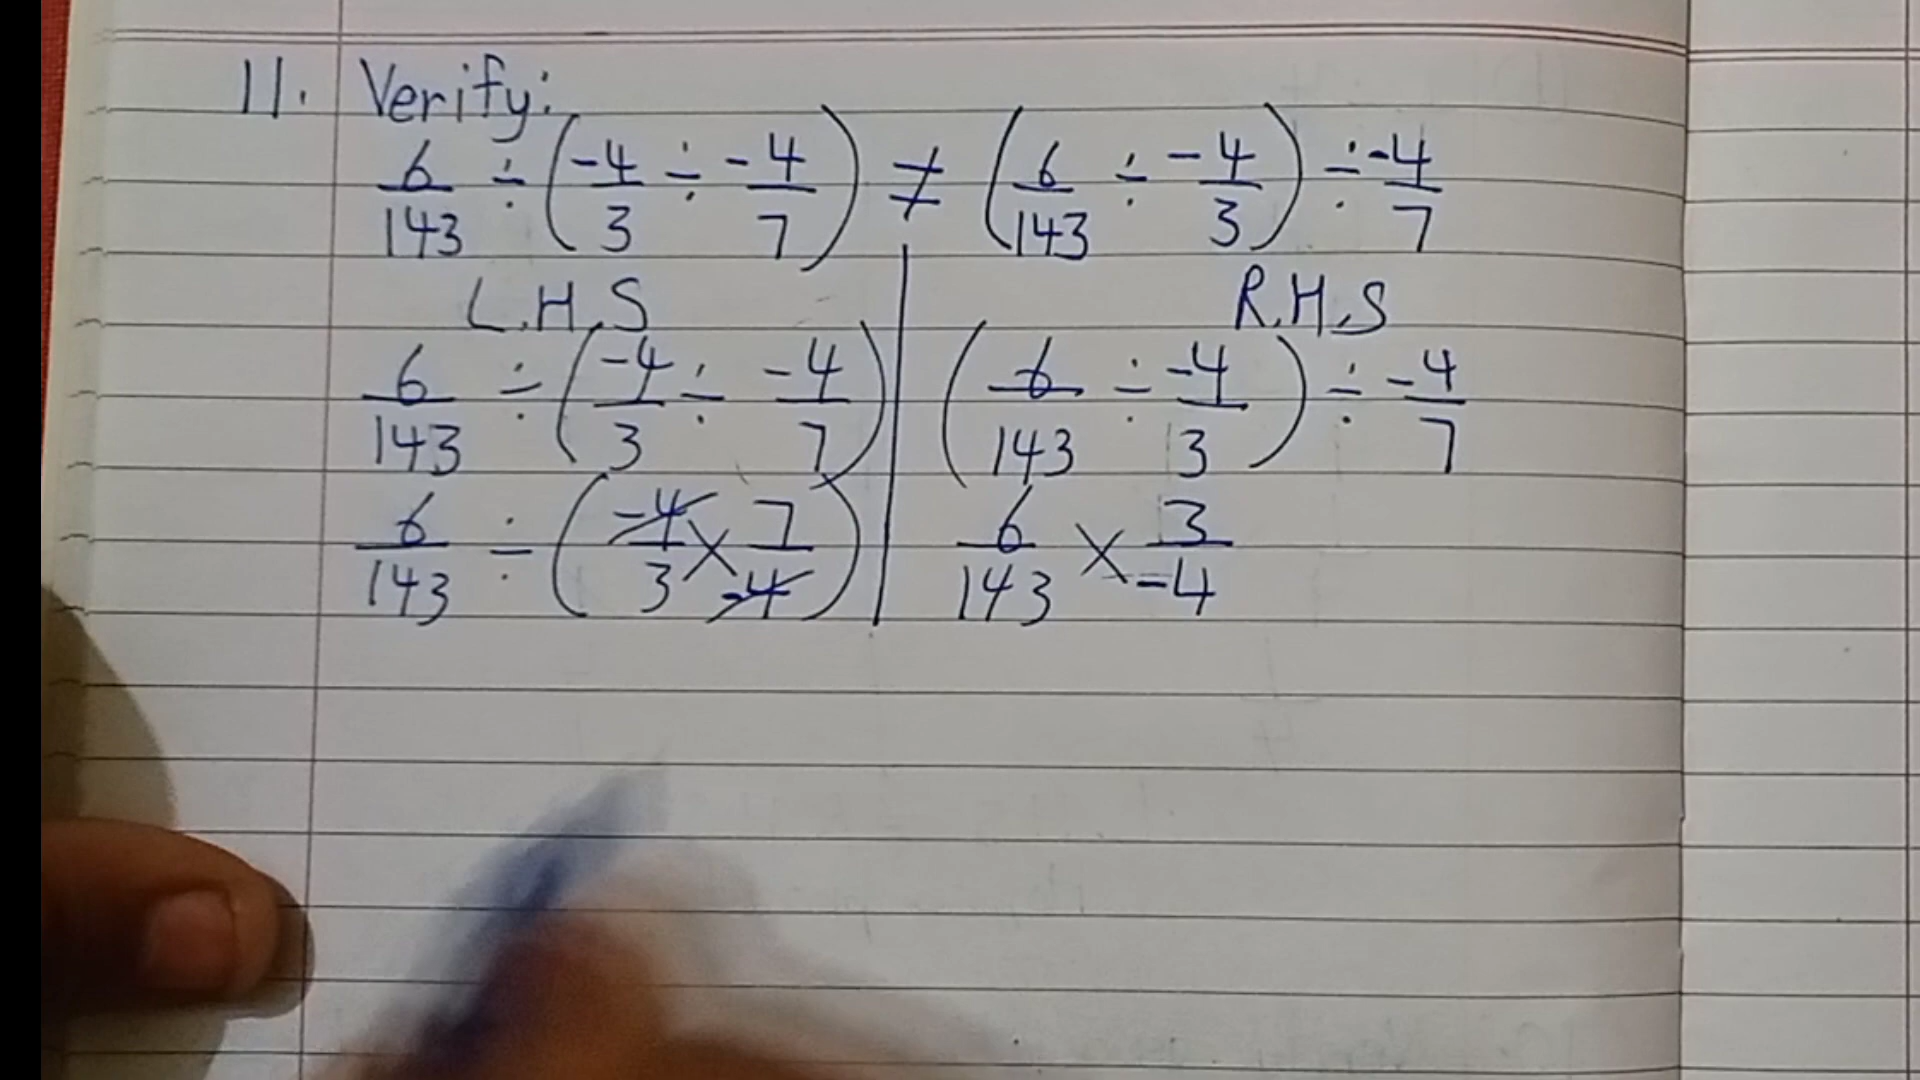 11. Verify:
6/143 ÷ (-4/3 ÷ -4/7) ≠ (6/143 ÷ -4/3) ÷ -4/7
L.H.S R.H.S
6/143 ÷ (-4/3 ÷ -4/7) (6/143 ÷ -4/3) ÷ -4/7
6/143 ÷ (-4/3 × 7/-4) 6/143 × 3/-4